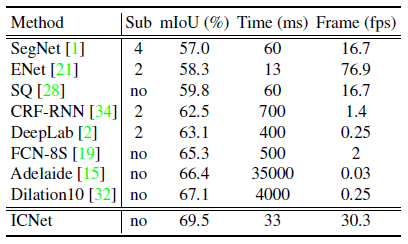 Method Sub mIoU (%) Time (ms) Frame (fps)
SegNet [1] 4 57.0 60 16.7
ENet [21] 2 58.3 13 76.9
SQ [28] no 59.8 60 16.7
CRF-RNN [34] 2 62.5 700 1.4
DeepLab [2] 2 63.1 400 0.25
FCN-8S [19] no 65.3 500 2
Adelaide [15] no 66.4 35000 0.03
Dilation10 [32] no 67.1 4000 0.25
ICNet no 69.5 33 30.3